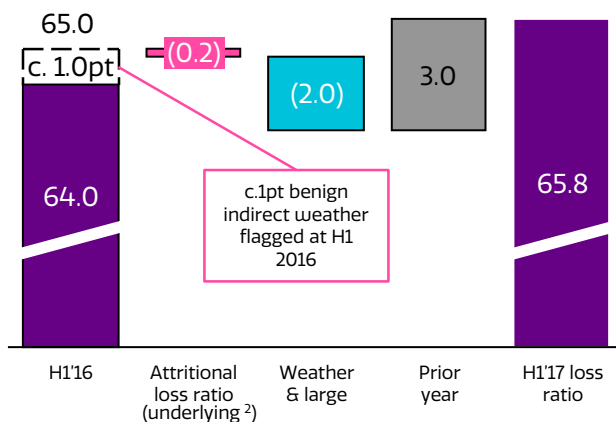 65.0
c. 1.0pt
(0.2)
(2.0)
3.0
64.0
c.1pt benign
indirect weather
flagged at H1
2016
65.8
H1'16
Attritional
loss ratio
(underlying ²)
Weather
& large
Prior
year
H1'17 loss
ratio